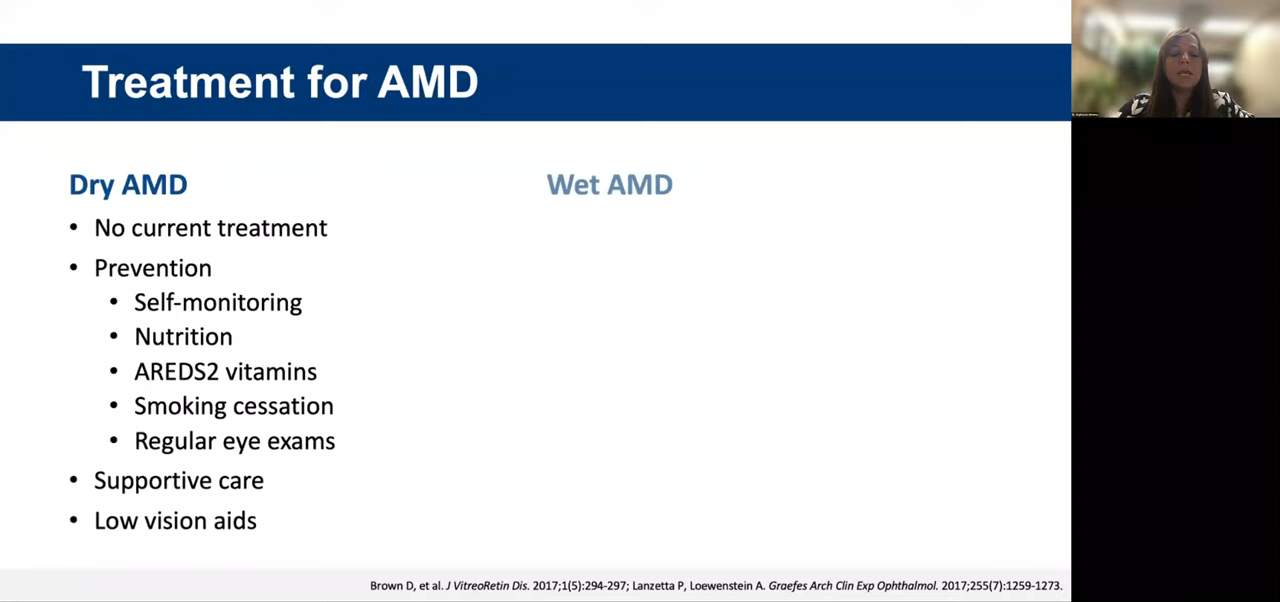 Treatment for AMD
Dry AMD
• No current treatment
• Prevention
• Self-monitoring
• Nutrition
• AREDS2 vitamins
• Smoking cessation
• Regular eye exams
• Supportive care
• Low vision aids
Wet AMD
Brown D, et al. J VitreoRetin Dis. 2017;1(5):294-297; Lanzetta P, Loewenstein A. Graefes Arch Clin Exp Ophthalmol. 2017;255(7):1259-1273.